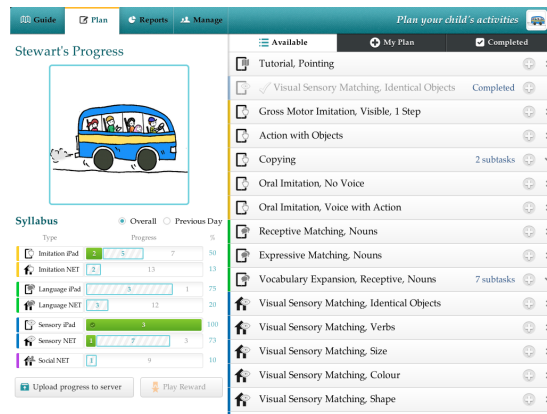 Guide Plan Reports Manage Plan your child's activities
Available My Plan Completed
Stewart's Progress
Syllabus Overall Previous Day
Type Progress %
Imitation iPad 2 5 7 50
Imitation NET 2 13 13
Language iPad 3 1 75
Language NET 3 12 20
Sensory iPad 3 100
Sensory NET 1 7 3 73
Social NET 1 9 10
Upload progress to server Play Reward
Tutorial, Pointing
Visual Sensory Matching, Identical Objects Completed
Gross Motor Imitation, Visible, 1 Step
Action with Objects
Copying 2 subtasks
Oral Imitation, No Voice
Oral Imitation, Voice with Action
Receptive Matching, Nouns
Expressive Matching, Nouns
Vocabulary Expansion, Receptive, Nouns 7 subtasks
Visual Sensory Matching, Identical Objects
Visual Sensory Matching, Verbs
Visual Sensory Matching, Size
Visual Sensory Matching, Colour
Visual Sensory Matching, Shape